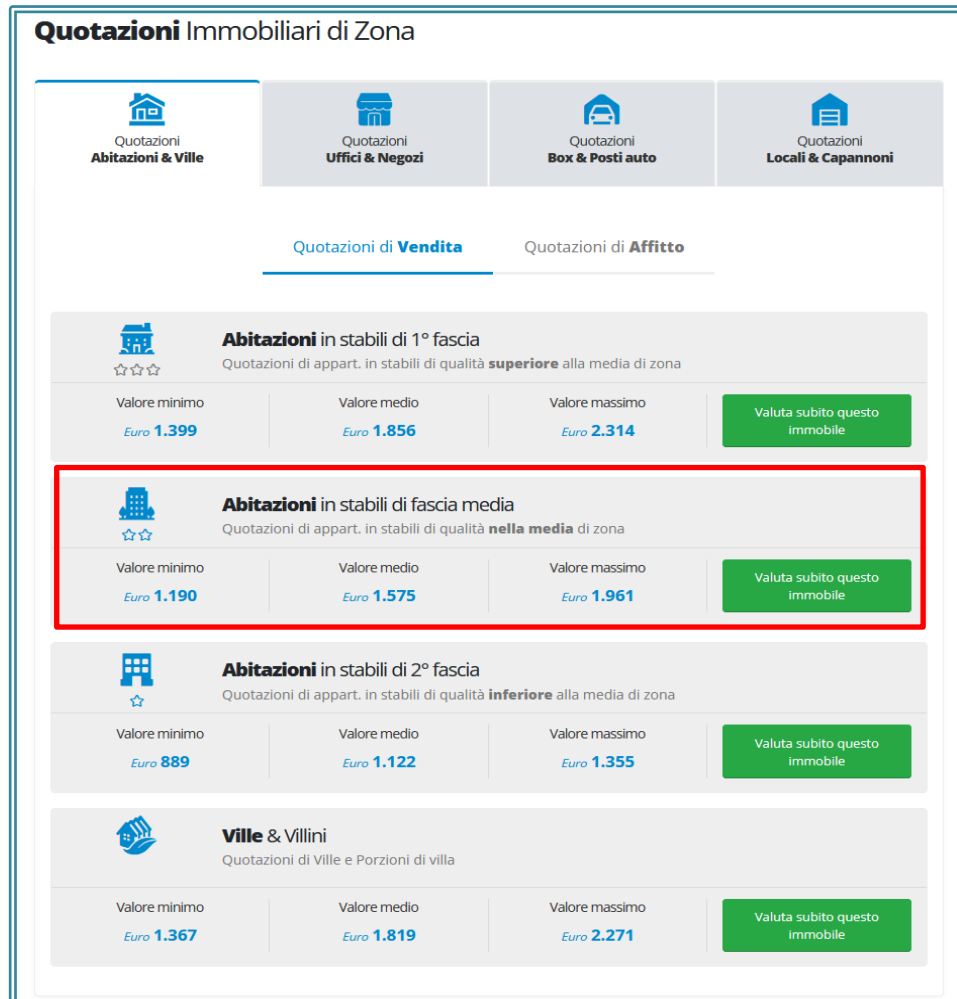 Quotazioni Immobiliari di Zona
Quotazioni
Abitazioni & Ville
Quotazioni
Uffici & Negozi
Quotazioni
Box & Posti auto
Quotazioni
Locali & Capannoni
Quotazioni di Vendita
Quotazioni di Affitto
Abitazioni in stabili di 1° fascia
Quotazioni di appart. in stabili di qualità superiore alla media di zona
Valore minimo
Euro 1.399
Valore medio
Euro 1.856
Valore massimo
Euro 2.314
Valuta subito questo
immobile
Abitazioni in stabili di fascia media
Quotazioni di appart. in stabili di qualità nella media di zona
Valore minimo
Euro 1.190
Valore medio
Euro 1.575
Valore massimo
Euro 1.961
Valuta subito questo
immobile
Abitazioni in stabili di 2° fascia
Quotazioni di appart. in stabili di qualità inferiore alla media di zona
Valore minimo
Euro 889
Valore medio
Euro 1.122
Valore massimo
Euro 1.355
Valuta subito questo
immobile
Ville & Villini
Quotazioni di Ville e Porzioni di villa
Valore minimo
Euro 1.367
Valore medio
Euro 1.819
Valore massimo
Euro 2.271
Valuta subito questo
immobile